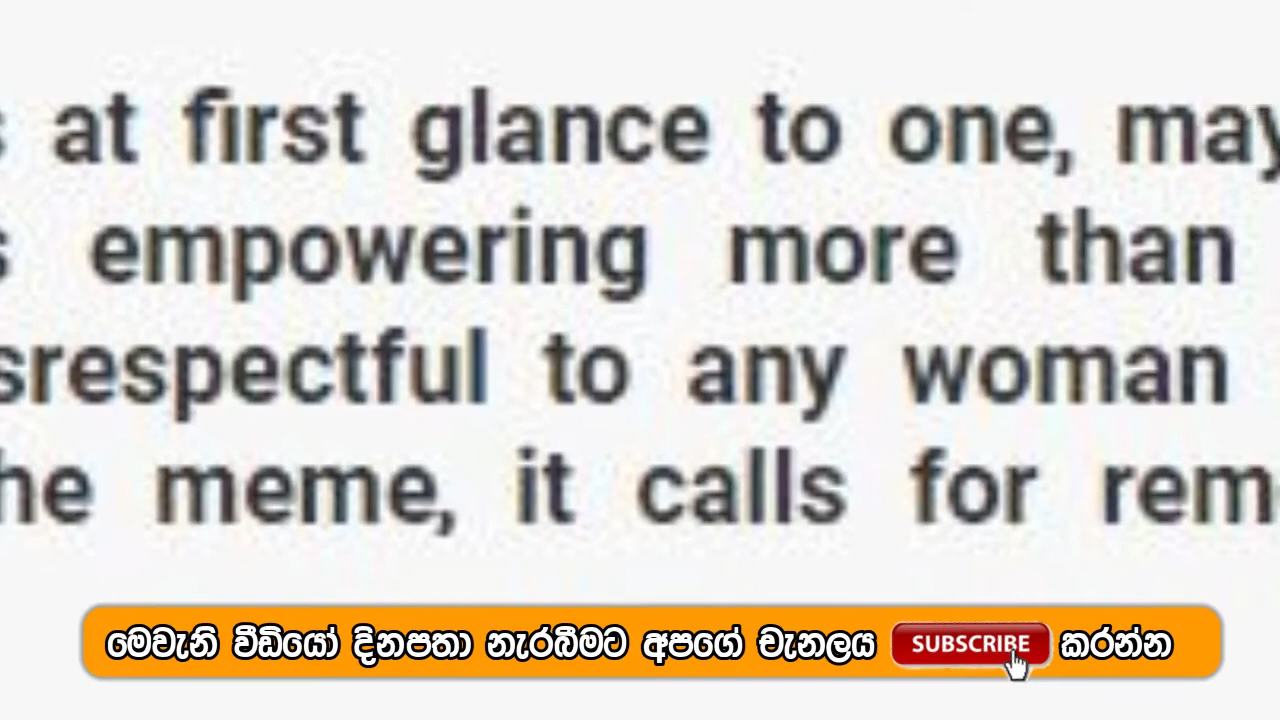 s at first glance to one, may
s empowering more than
srespectful to any woman
he meme, it calls for rem
මෙවැනි වීඩියෝ දිනපතා නැරබීමට අපගේ චැනලය SUBSCRIBE කරන්න